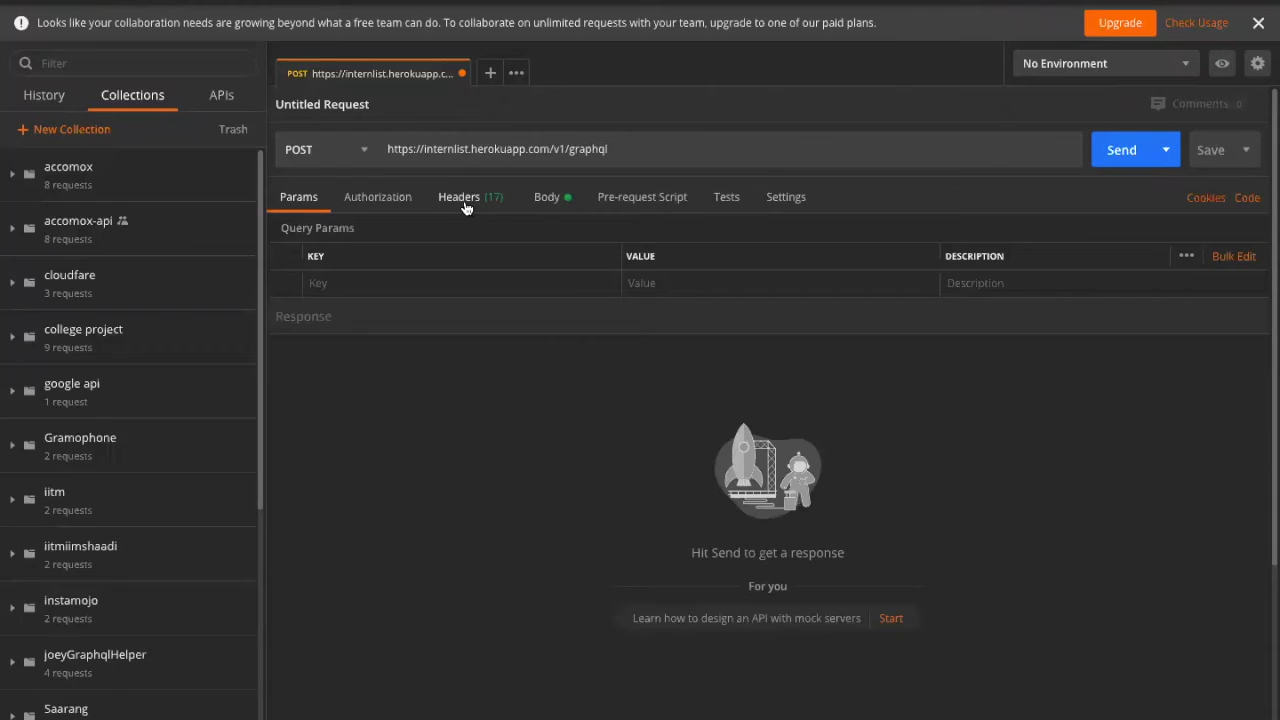 Looks like your collaboration needs are growing beyond what a free team can do. To collaborate on unlimited requests with your team, upgrade to one of our paid plans.
Upgrade
Check Usage
Filter
History
Collections
APIs
+ New Collection
Trash
accomox
8 requests
accomox-api
8 requests
cloudfare
3 requests
college project
9 requests
google api
1 request
Gramophone
2 requests
iitm
2 requests
iitmiimshaadi
2 requests
instamojo
2 requests
joeyGraphqlHelper
4 requests
Saarang
POST https://internlist.herokuapp.c...
No Environment
Untitled Request
Comments 0
POST
https://internlist.herokuapp.com/v1/graphql
Send
Save
Params
Authorization
Headers (17)
Body
Pre-request Script
Tests
Settings
Cookies
Code
Query Params
KEY
VALUE
DESCRIPTION
Bulk Edit
Key
Value
Description
Response
Hit Send to get a response
For you
Learn how to design an API with mock servers
Start